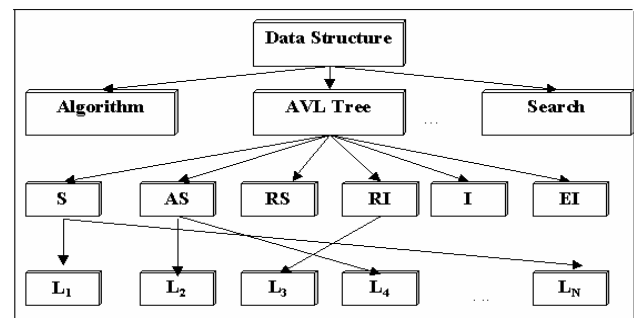 Data Structure
Algorithm AVL Tree ... Search
S AS RS RI I EI
L1 L2 L3 L4 ... LN